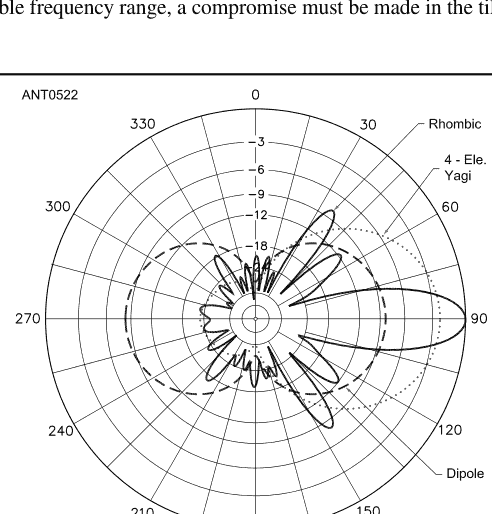 ble frequency range, a compromise must be made in the til
ANT0522
0
330
30
Rhombic
4 - Ele.
Yagi
−3
−6
−9
−12
−18
300
60
270
90
240
120
Dipole
210
150